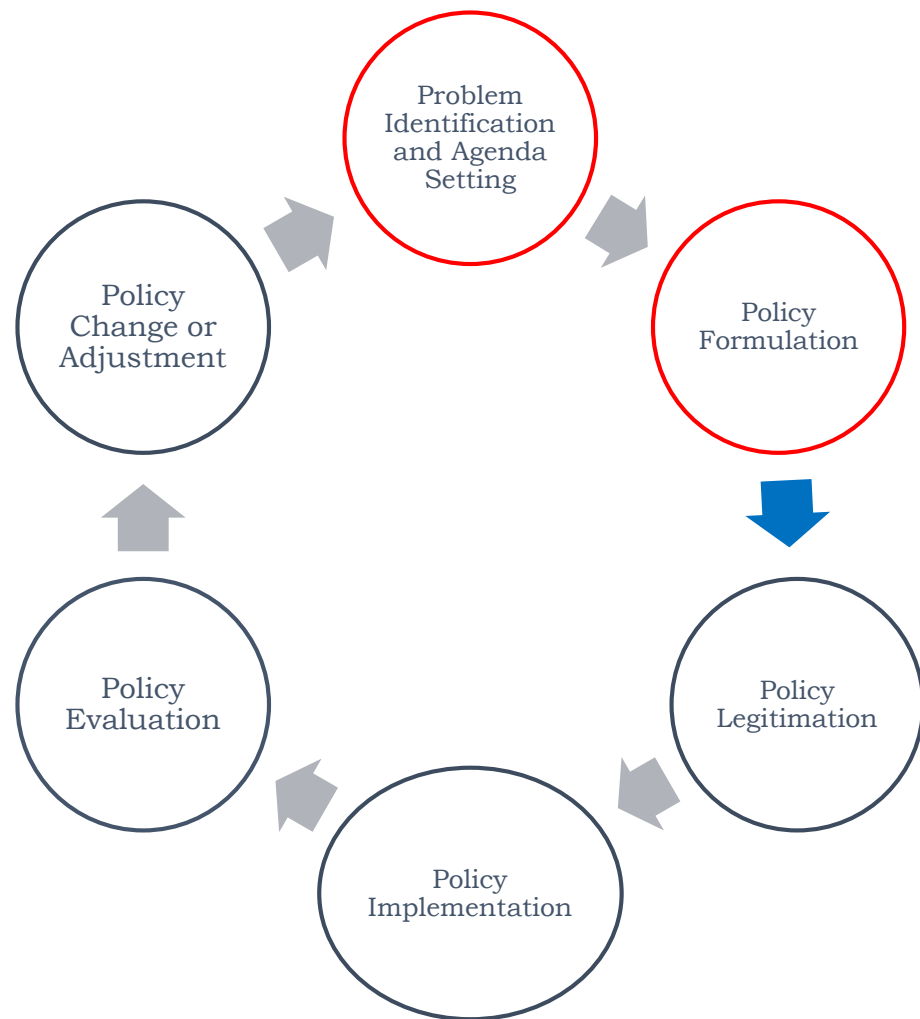 Problem
Identification
and Agenda
Setting
Policy
Formulation
Policy
Legitimation
Policy
Implementation
Policy
Evaluation
Policy
Change or
Adjustment